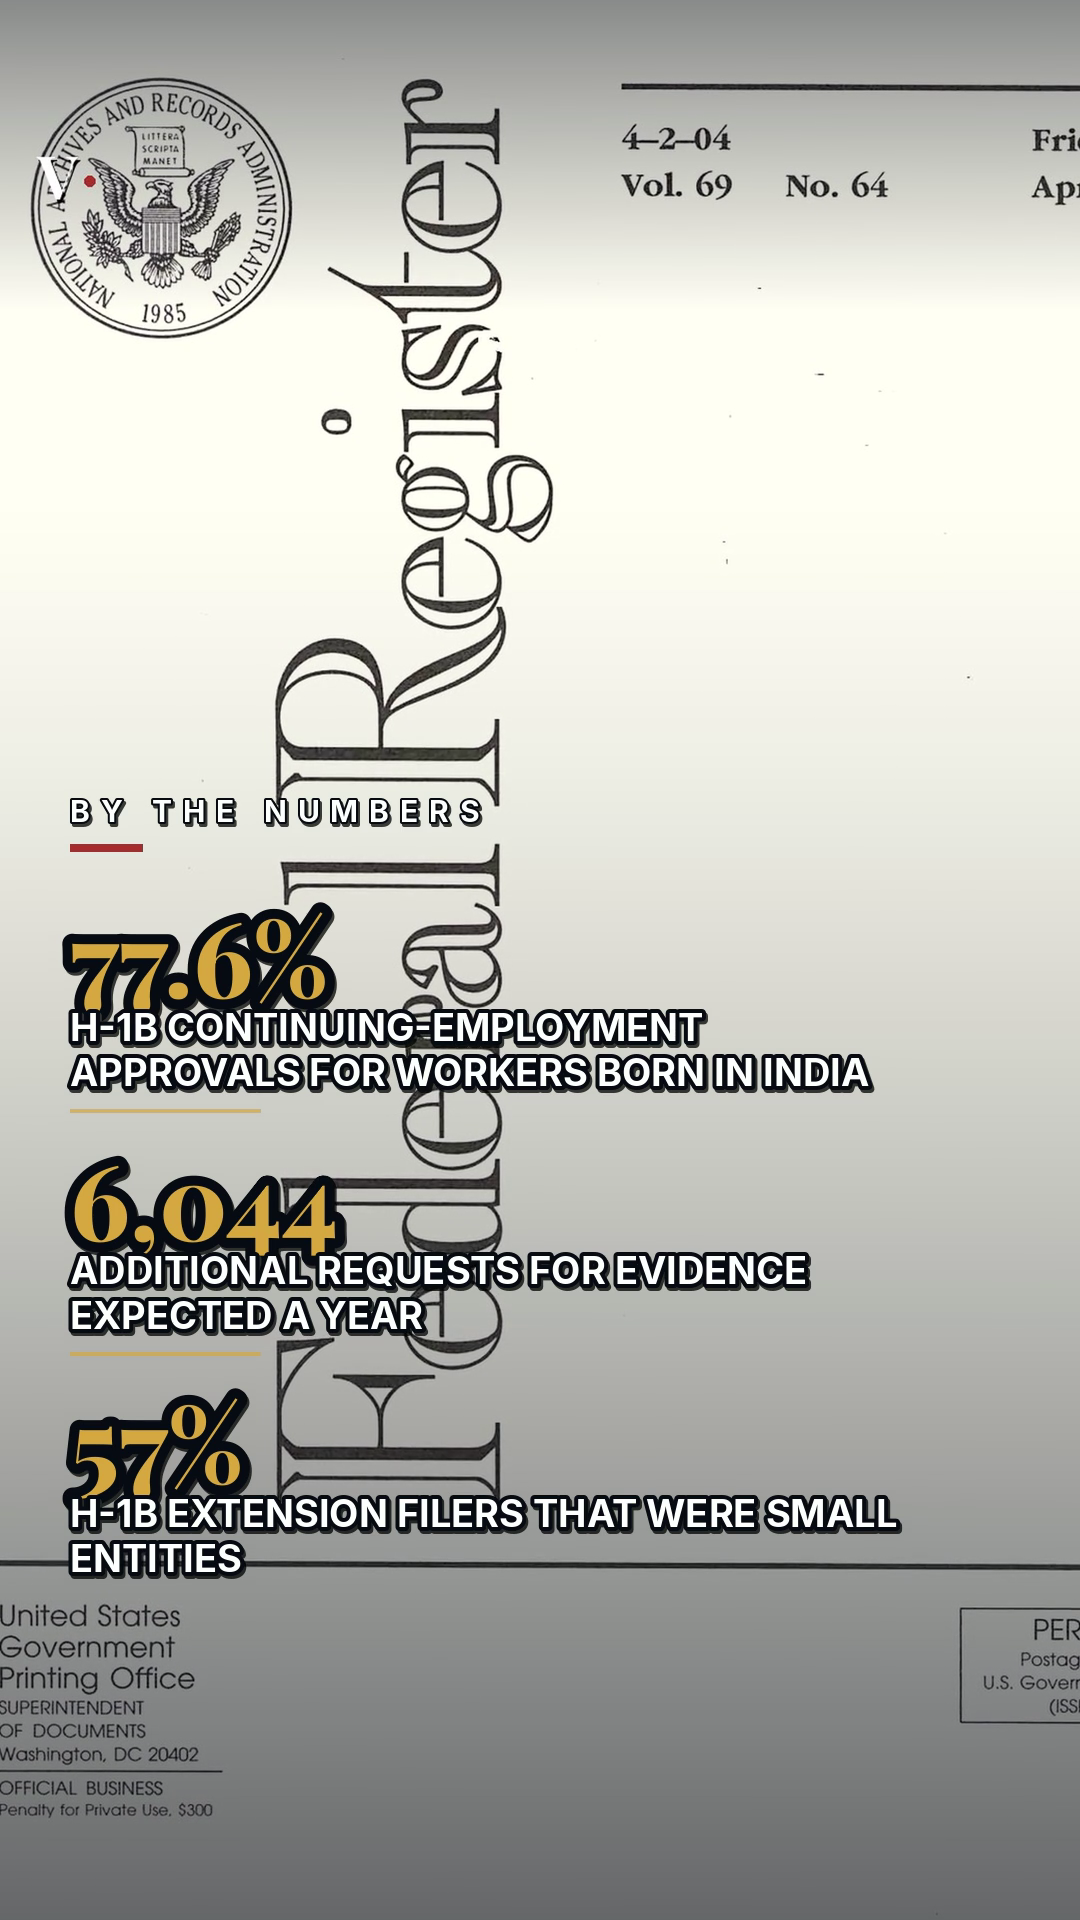 NATIONAL ARCHIVES AND RECORDS ADMINISTRATION
LITTERA
SCRIPTA
MANET
1985
V.
4–2–04
Vol. 69 No. 64
Federal Register
BY THE NUMBERS
77.6%
H-1B CONTINUING-EMPLOYMENT
APPROVALS FOR WORKERS BORN IN INDIA
6,044
ADDITIONAL REQUESTS FOR EVIDENCE
EXPECTED A YEAR
57%
H-1B EXTENSION FILERS THAT WERE SMALL
ENTITIES
United States
Government
Printing Office
SUPERINTENDENT
OF DOCUMENTS
Washington, DC 20402
OFFICIAL BUSINESS
Penalty for Private Use, $300